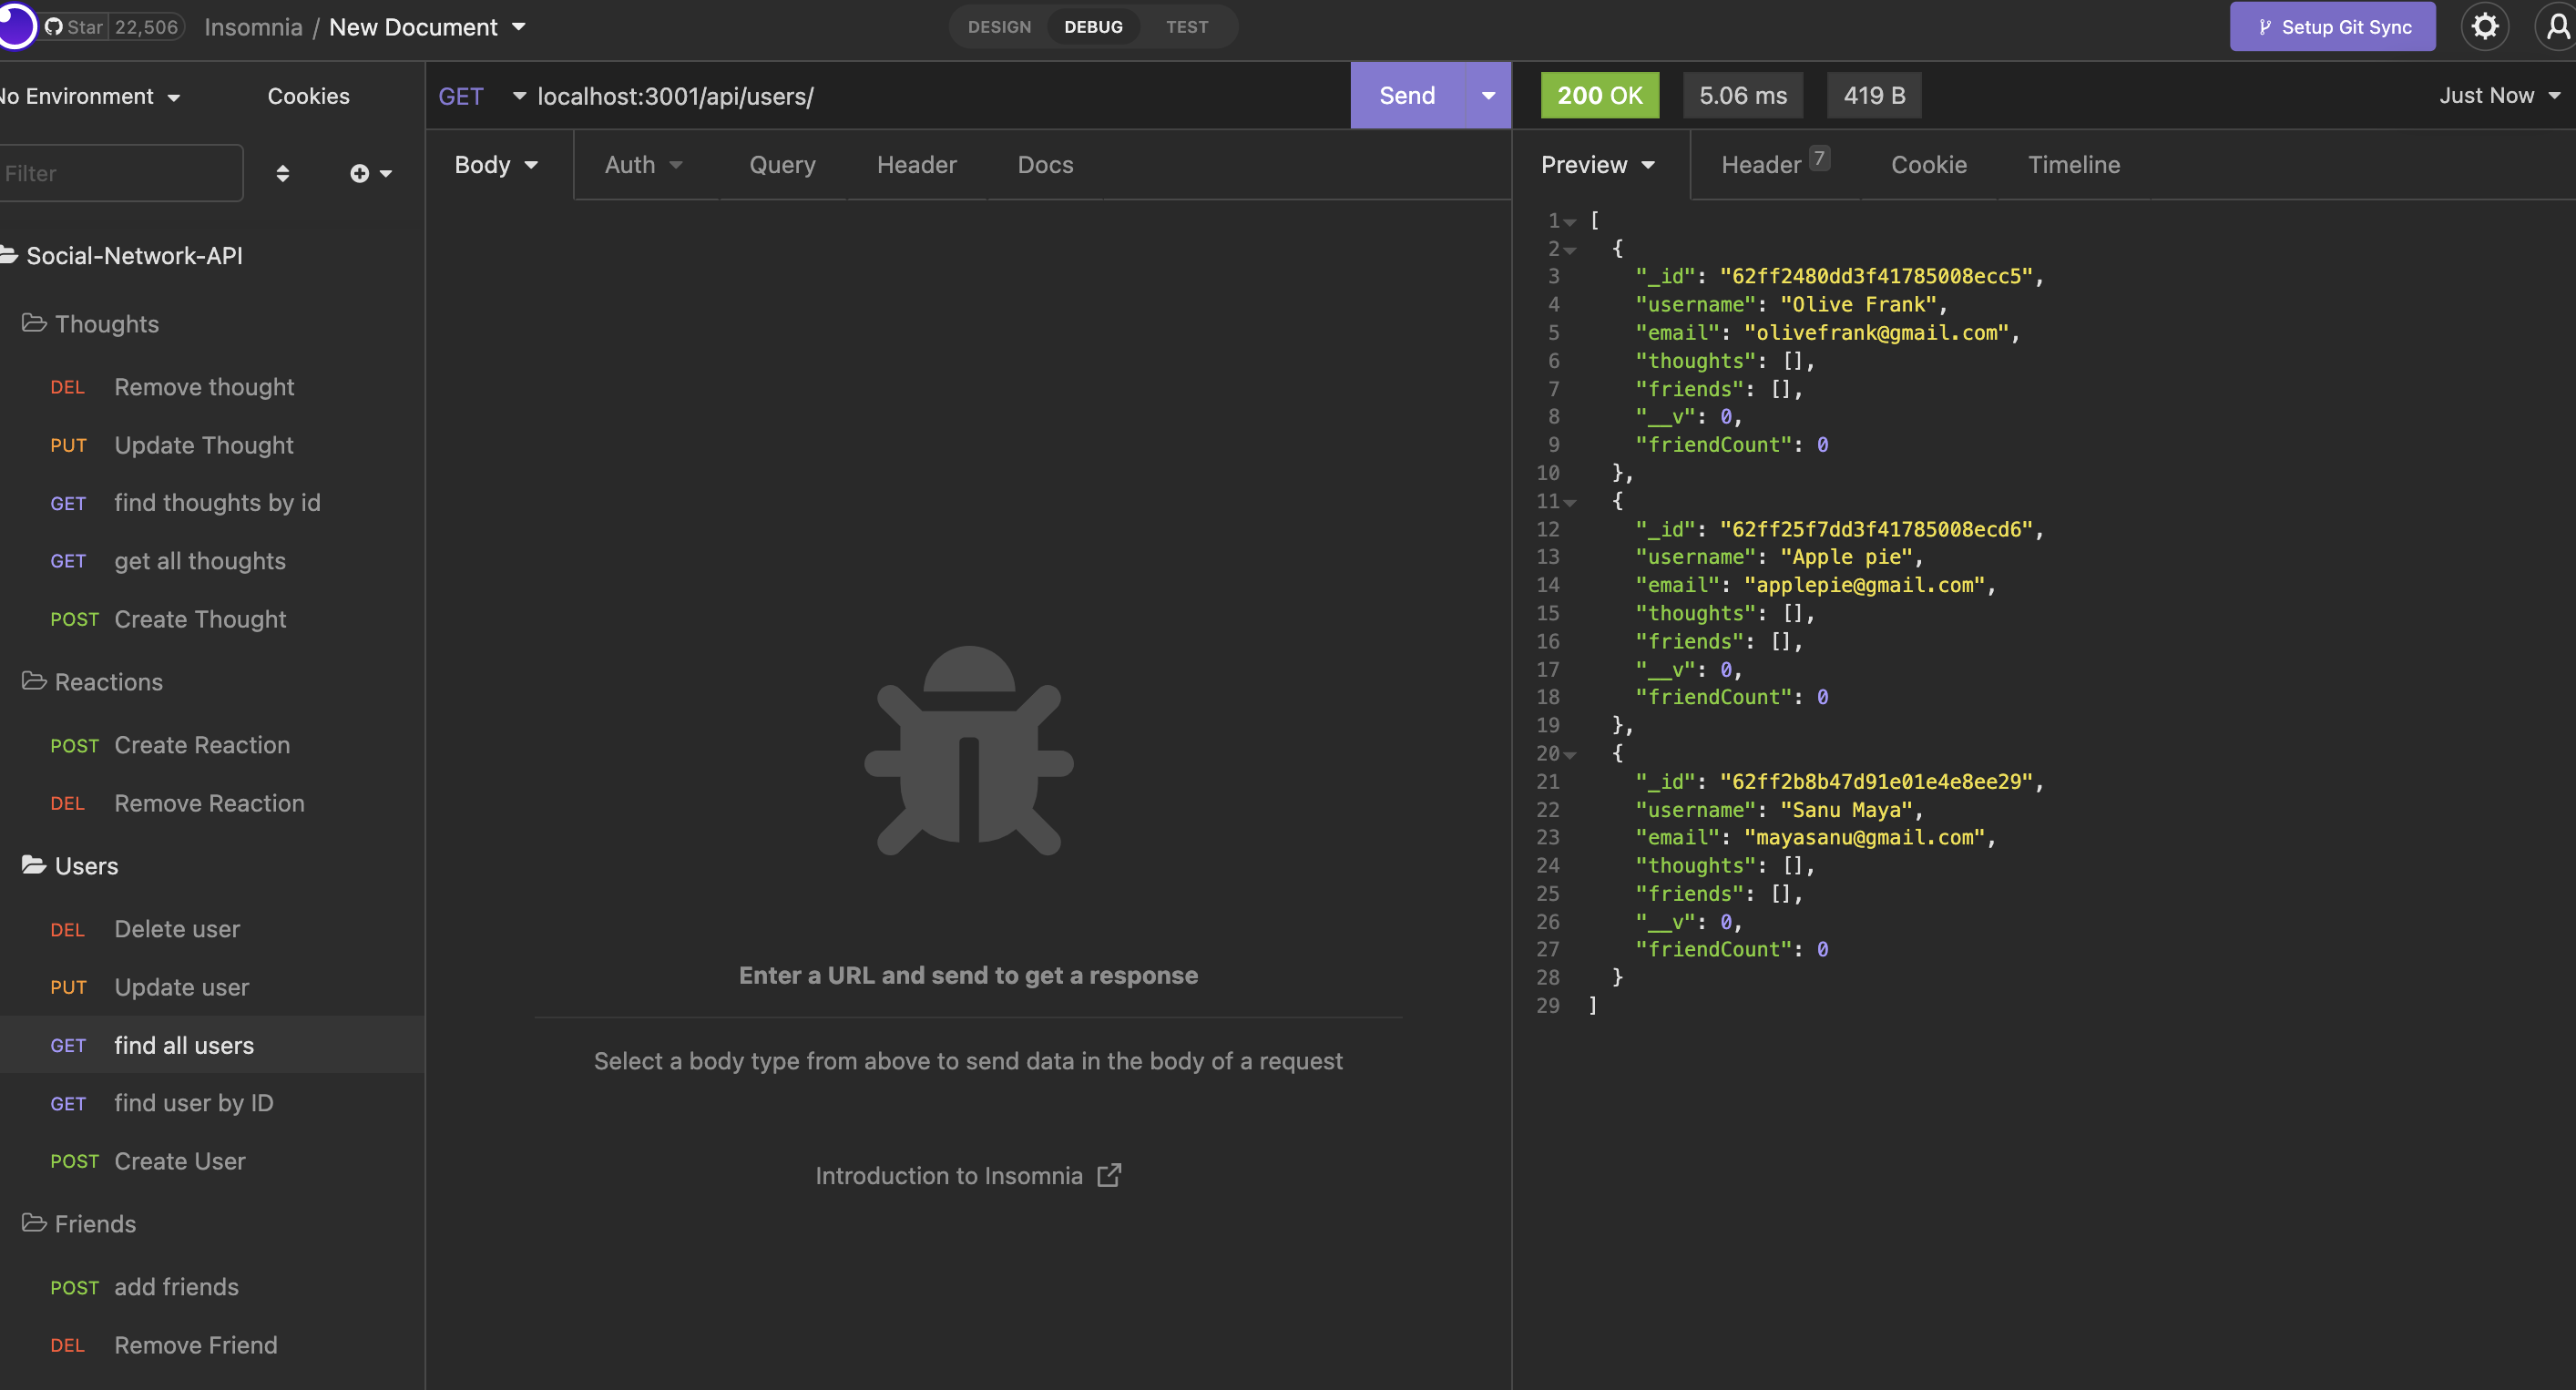 Star 22,506 Insomnia / New Document DESIGN DEBUG TEST Setup Git Sync
No Environment Cookies
Filter
Social-Network-API
Thoughts
DEL Remove thought
PUT Update Thought
GET find thoughts by id
GET get all thoughts
POST Create Thought
Reactions
POST Create Reaction
DEL Remove Reaction
Users
DEL Delete user
PUT Update user
GET find all users
GET find user by ID
POST Create User
Friends
POST add friends
DEL Remove Friend
GET localhost:3001/api/users/ Send
Body Auth Query Header Docs
Enter a URL and send to get a response
Select a body type from above to send data in the body of a request
Introduction to Insomnia
200 OK 5.06 ms 419 B Just Now
Preview Header 7 Cookie Timeline
1 [
2 {
3 "_id": "62ff2480dd3f41785008ecc5",
4 "username": "Olive Frank",
5 "email": "olivefrank@gmail.com",
6 "thoughts": [],
7 "friends": [],
8 "__v": 0,
9 "friendCount": 0
10 },
11 {
12 "_id": "62ff25f7dd3f41785008ecd6",
13 "username": "Apple pie",
14 "email": "applepie@gmail.com",
15 "thoughts": [],
16 "friends": [],
17 "__v": 0,
18 "friendCount": 0
19 },
20 {
21 "_id": "62ff2b8b47d91e01e4e8ee29",
22 "username": "Sanu Maya",
23 "email": "mayasanu@gmail.com",
24 "thoughts": [],
25 "friends": [],
26 "__v": 0,
27 "friendCount": 0
28 }
29 ]